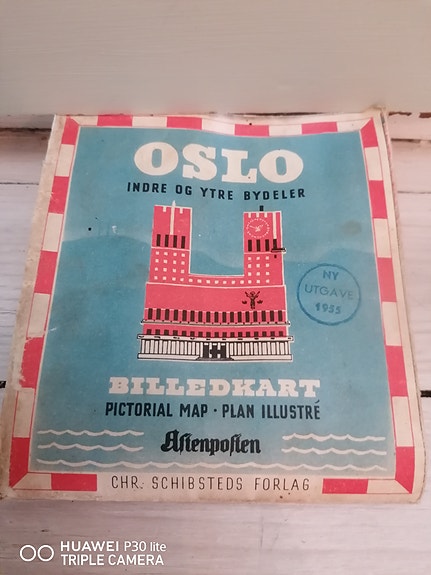 OSLO
INDRE OG YTRE BYDELER
NY
UTGAVE
1955
BILLEDKART
PICTORIAL MAP · PLAN ILLUSTRÉ
Aftenposten
CHR. SCHIBSTEDS FORLAG
HUAWEI P30 lite
TRIPLE CAMERA